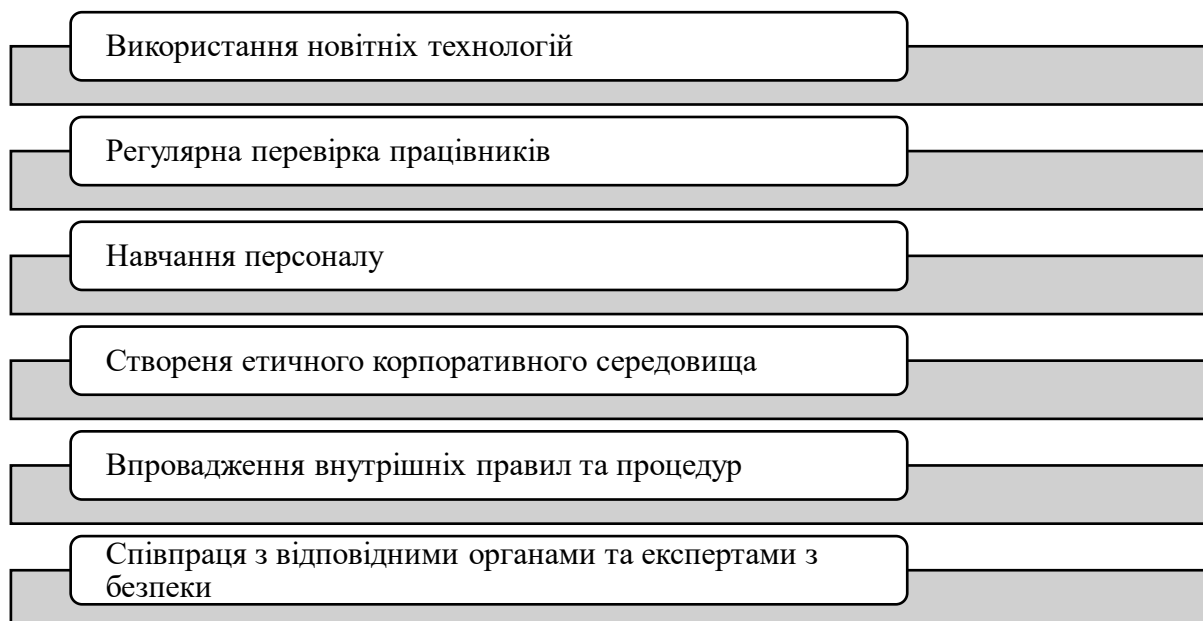 Використання новітніх технологій
Регулярна перевірка працівників
Навчання персоналу
Створеня етичного корпоративного середовища
Впровадження внутрішніх правил та процедур
Співпраця з відповідними органами та експертами з
безпеки